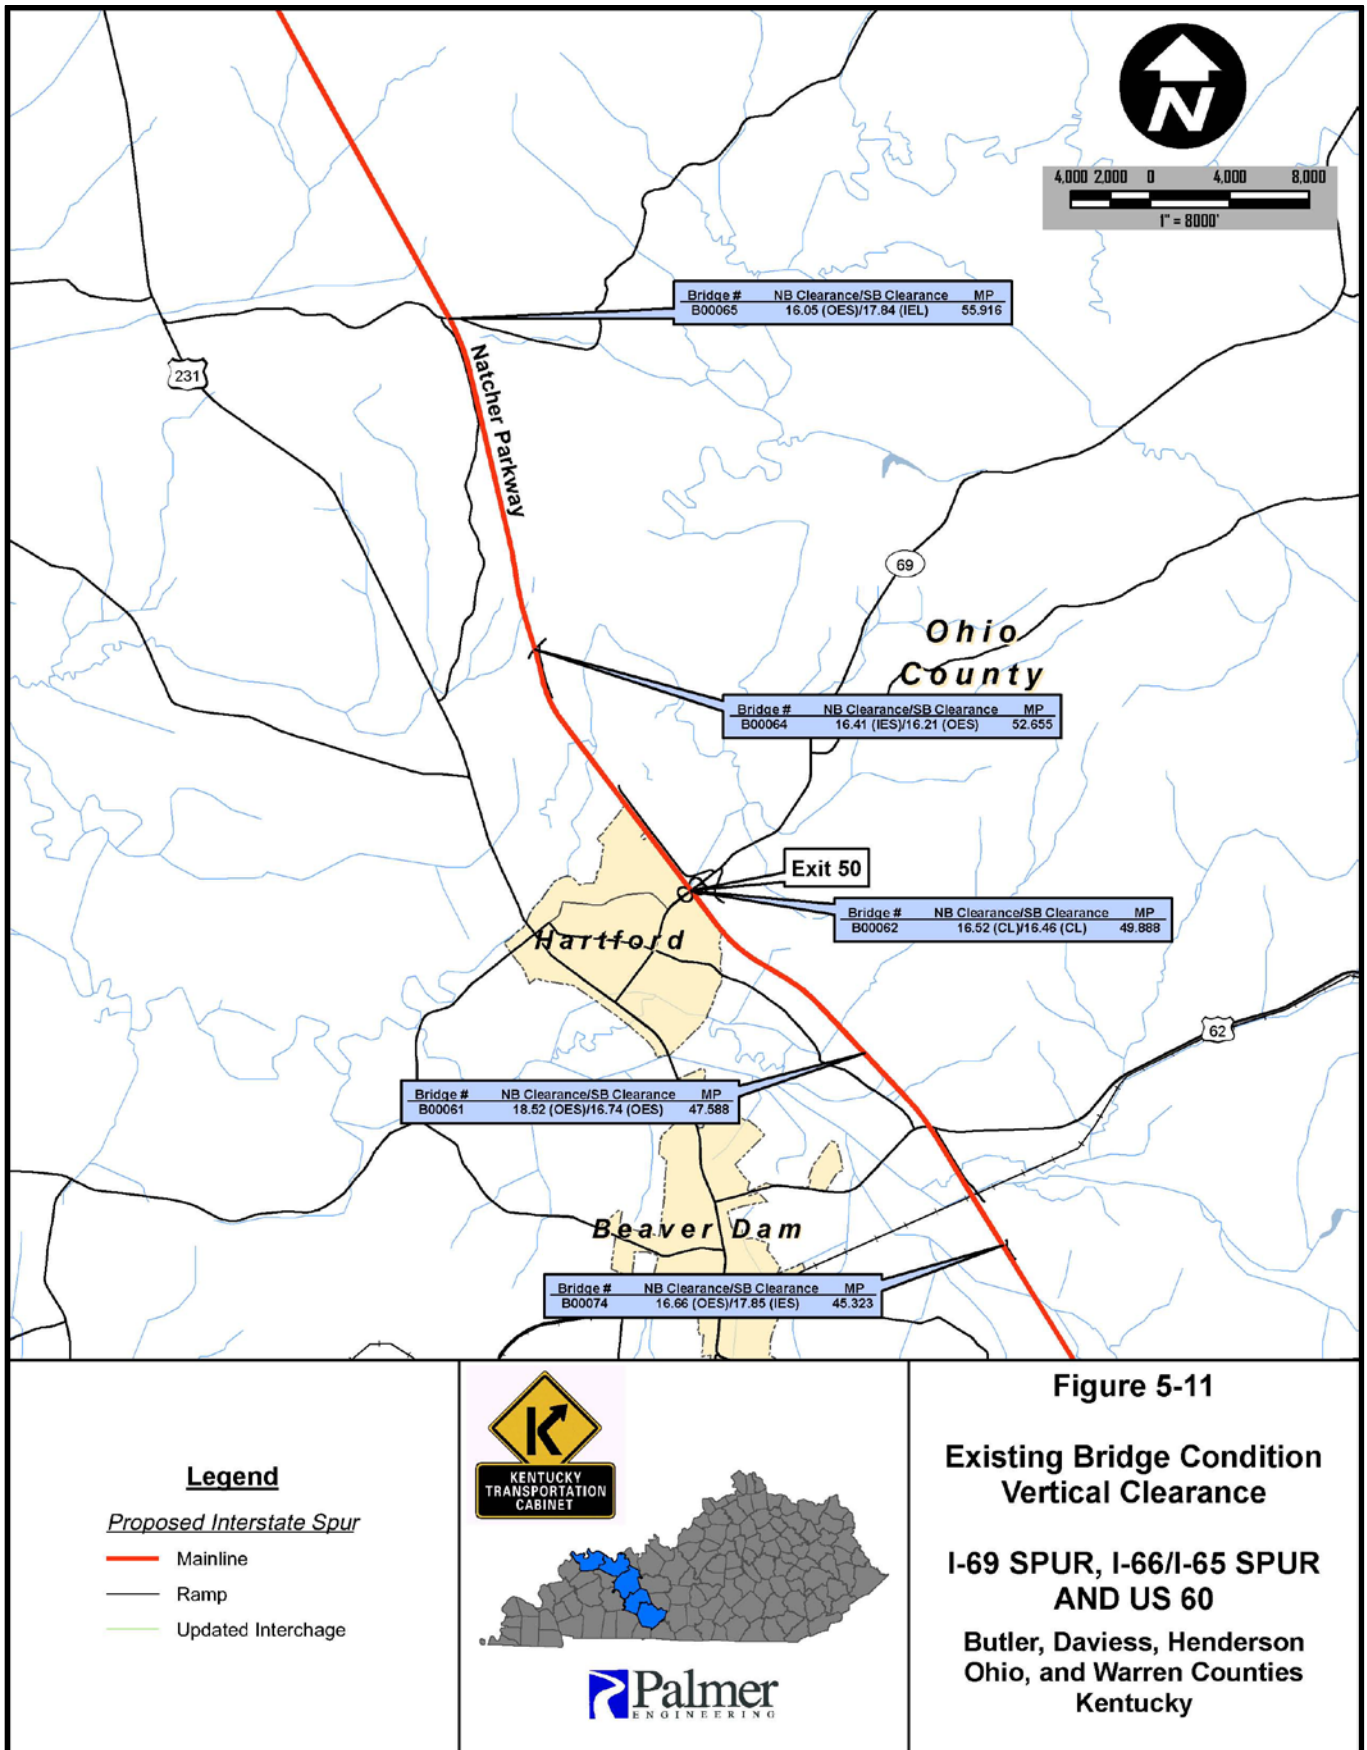 N
4,000 2,000 0 4,000 8,000
1" = 8000'
Bridge # NB Clearance/SB Clearance MP
B00065 16.05 (OES)/17.84 (IEL) 55.916
231
Natcher Parkway
69
Ohio
County
Bridge # NB Clearance/SB Clearance MP
B00064 16.41 (IES)/16.21 (OES) 52.655
Exit 50
Bridge # NB Clearance/SB Clearance MP
B00062 16.52 (CL)/16.46 (CL) 49.888
Hartford
62
Bridge # NB Clearance/SB Clearance MP
B00061 18.52 (OES)/16.74 (OES) 47.588
Beaver Dam
Bridge # NB Clearance/SB Clearance MP
B00074 16.66 (OES)/17.85 (IES) 45.323
Legend
Proposed Interstate Spur
Mainline
Ramp
Updated Interchage
KENTUCKY
TRANSPORTATION
CABINET
Palmer
ENGINEERING
Figure 5-11
Existing Bridge Condition
Vertical Clearance
I-69 SPUR, I-66/I-65 SPUR
AND US 60
Butler, Daviess, Henderson
Ohio, and Warren Counties
Kentucky